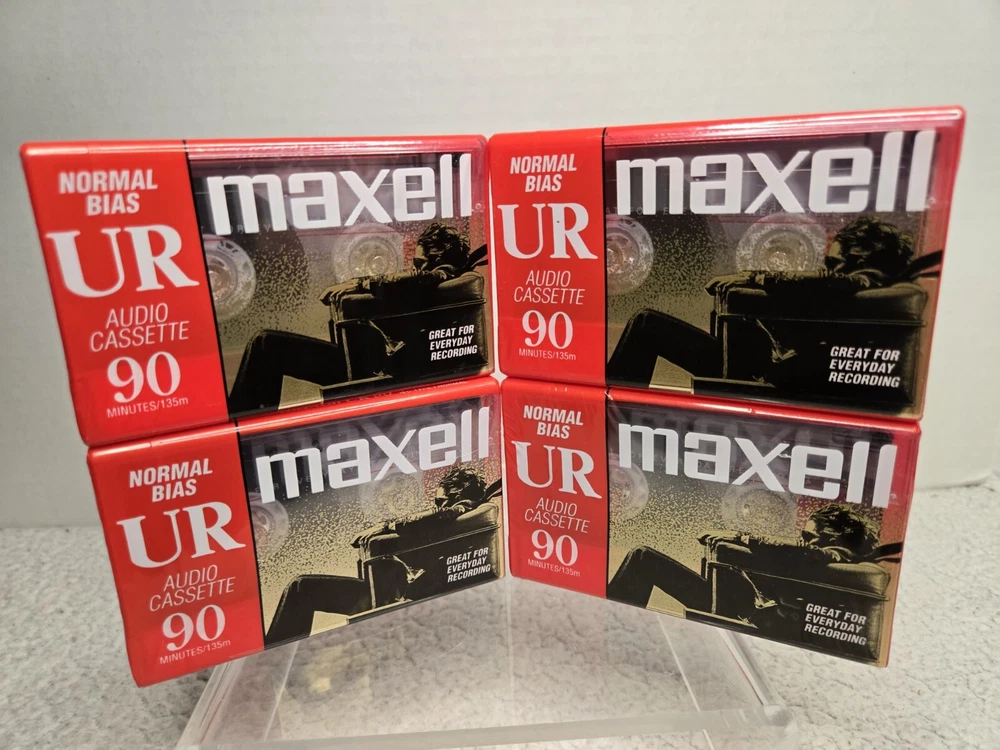 NORMAL
BIAS
UR
AUDIO
CASSETTE
90
MINUTES/135m
maxell
GREAT FOR
EVERYDAY
RECORDING
NORMAL
BIAS
UR
AUDIO
CASSETTE
90
MINUTES/135m
maxell
GREAT FOR
EVERYDAY
RECORDING
NORMAL
BIAS
UR
AUDIO
CASSETTE
90
MINUTES/135m
maxell
GREAT FOR
EVERYDAY
RECORDING
NORMAL
BIAS
UR
AUDIO
CASSETTE
90
MINUTES/135m
maxell
GREAT FOR
EVERYDAY
RECORDING